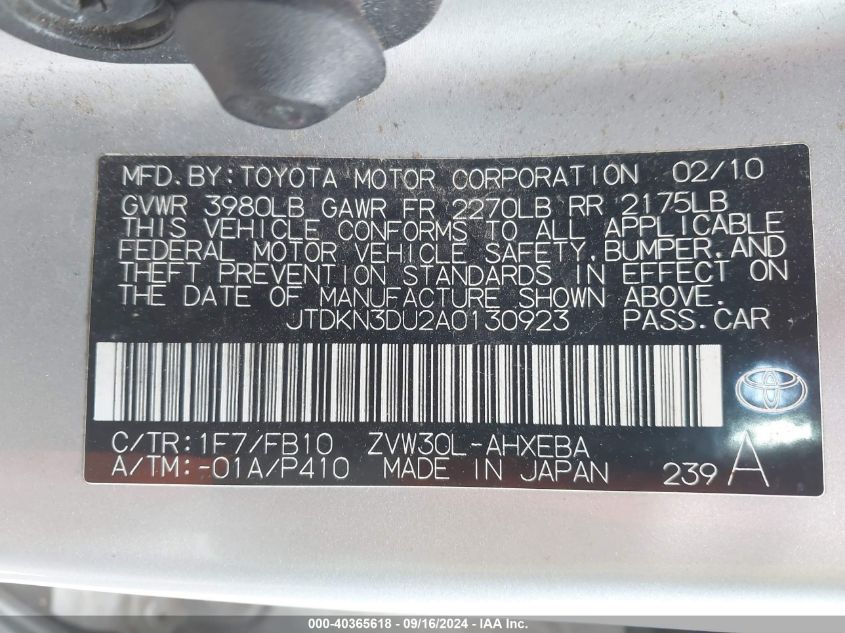 MFD. BY: TOYOTA MOTOR CORPORATION 02/10
GVWR 3980LB GAWR FR 2270LB RR 2175LB
THIS VEHICLE CONFORMS TO ALL APPLICABLE
FEDERAL MOTOR VEHICLE SAFETY, BUMPER, AND
THEFT PREVENTION STANDARDS IN EFFECT ON
THE DATE OF MANUFACTURE SHOWN ABOVE.
JTDKN3DU2A0130923 PASS. CAR
C/TR: 1F7/FB10 ZVW30L-AHXEBA
A/TM: -01A/P410 MADE IN JAPAN 239 A
000-40365618 - 09/16/2024 - IAA Inc.